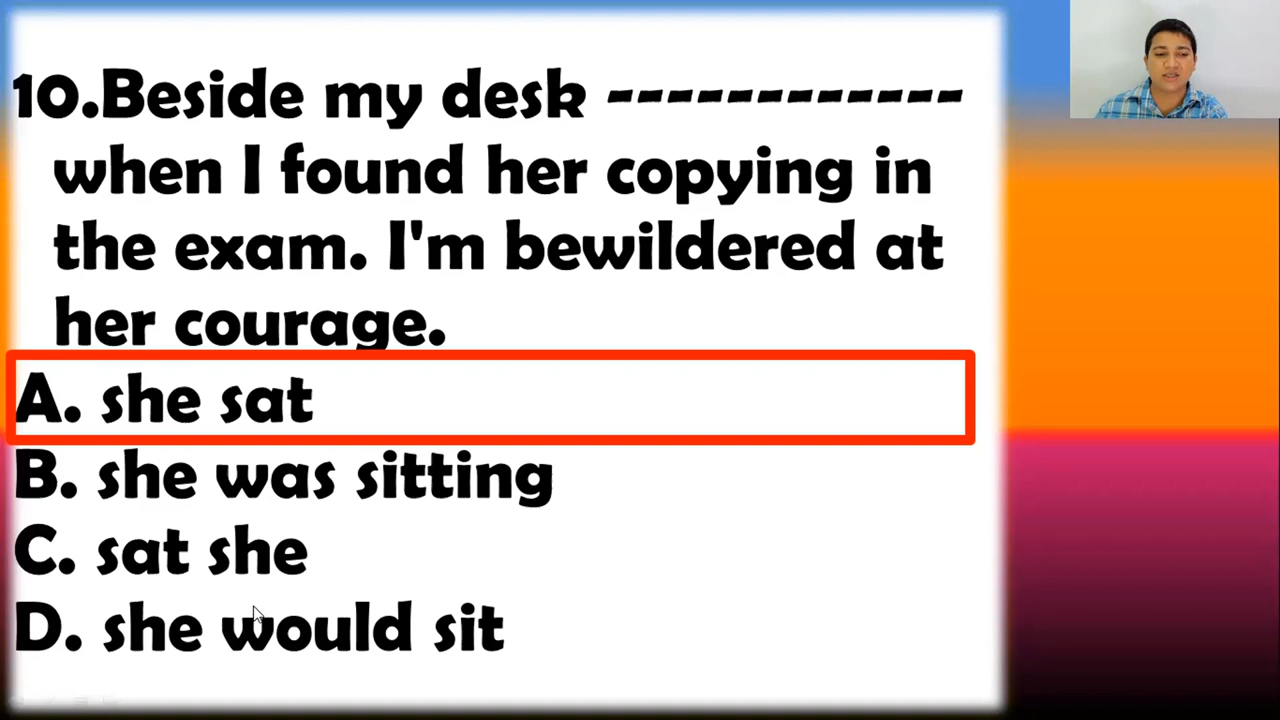 10.Beside my desk ------------
when I found her copying in
the exam. I'm bewildered at
her courage.
A. she sat
B. she was sitting
C. sat she
D. she would sit